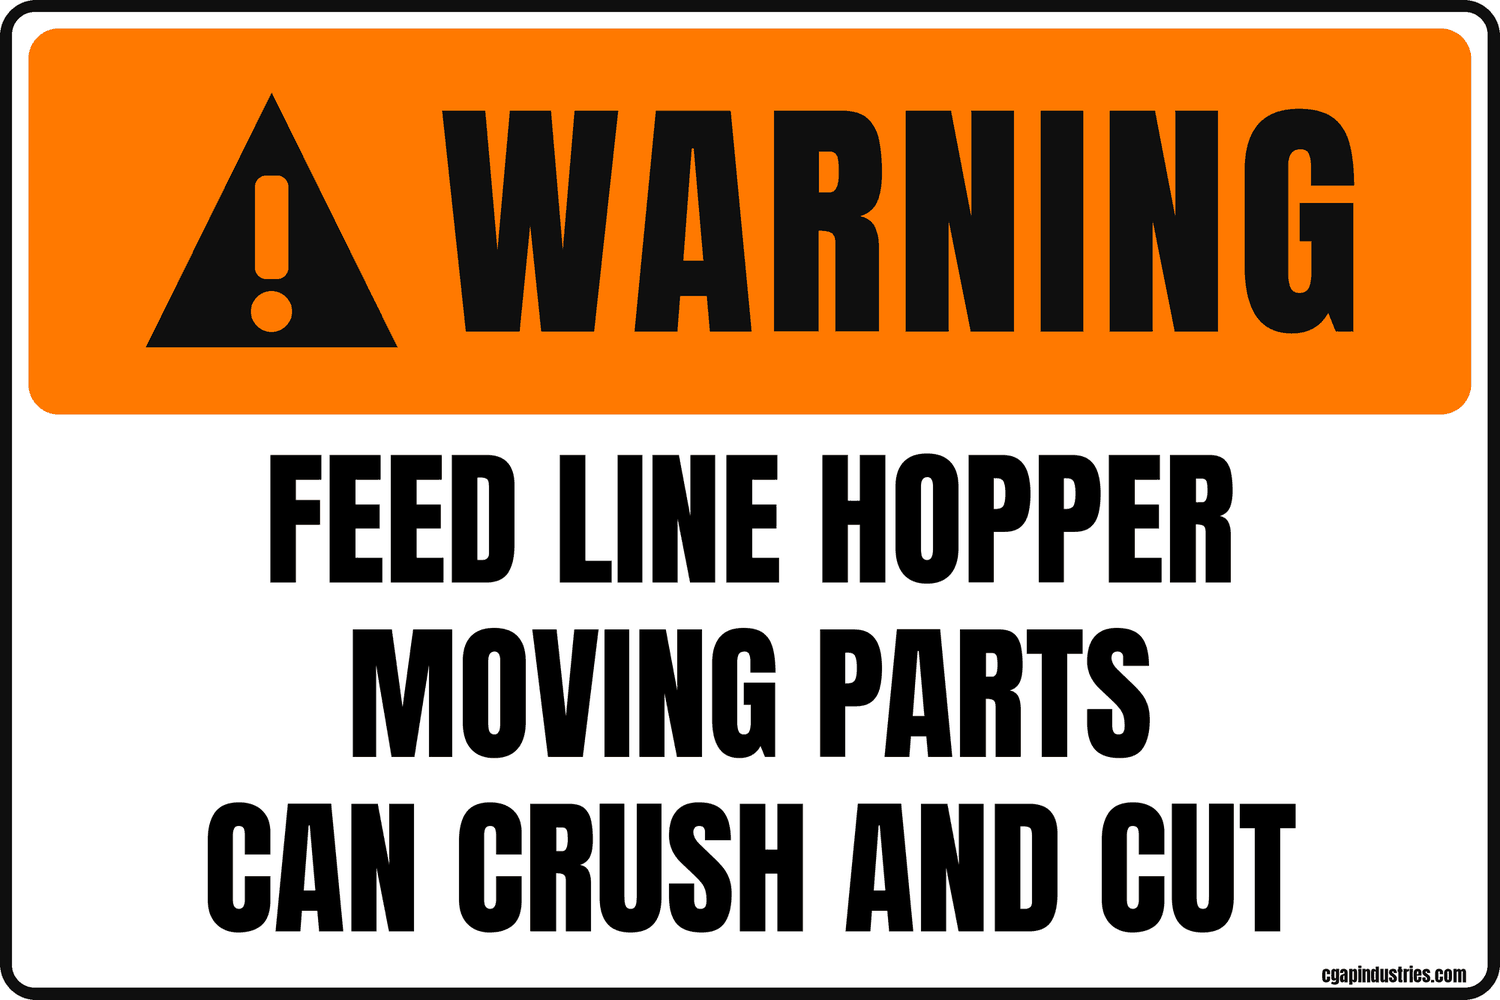 WARNING
FEED LINE HOPPER
MOVING PARTS
CAN CRUSH AND CUT
cgapindustries.com